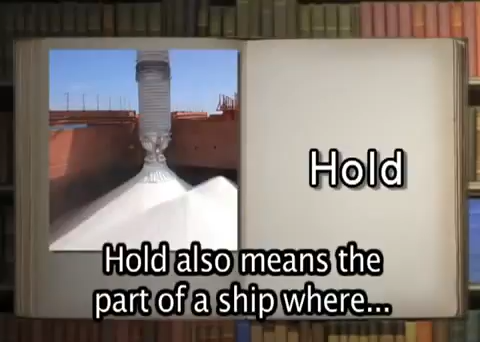 Hold
Hold also means the
part of a ship where...